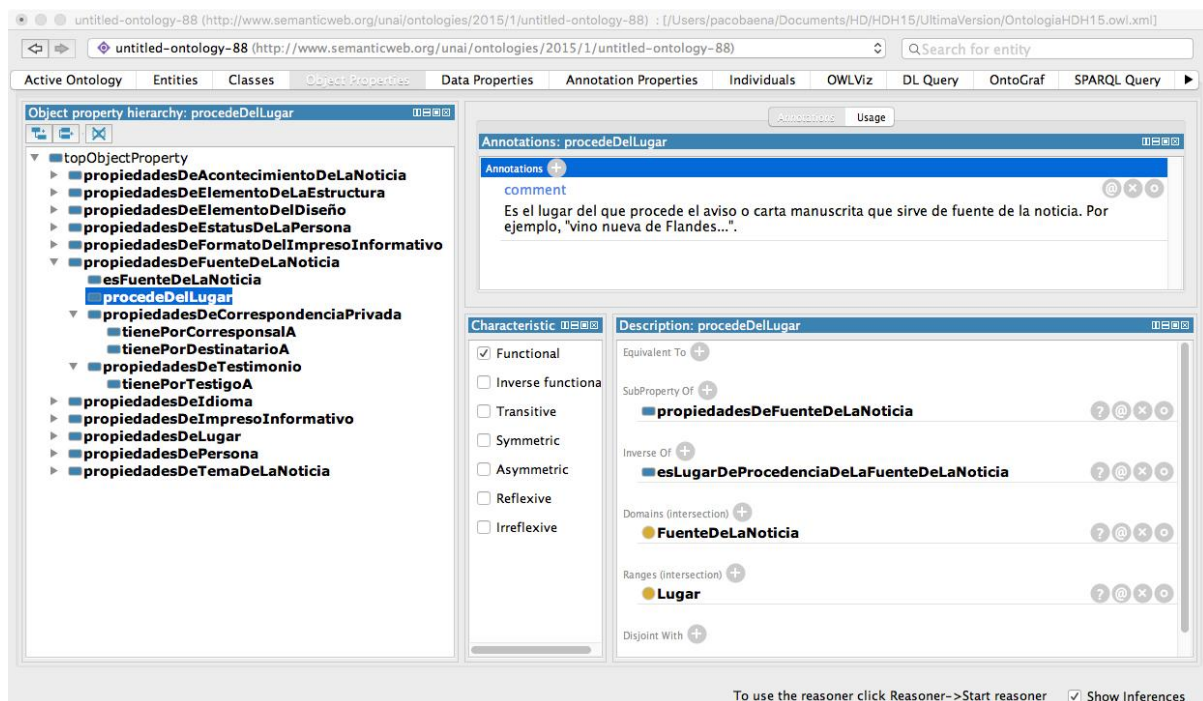 untitled-ontology-88 (http://www.semanticweb.org/unai/ontologies/2015/1/untitled-ontology-88) : [/Users/pacobaena/Documents/HD/HDH15/UltimaVersion/OntologiaHDH15.owl.xml]
untitled-ontology-88 (http://www.semanticweb.org/unai/ontologies/2015/1/untitled-ontology-88)
Search for entity
Active Ontology Entities Classes Object Properties Data Properties Annotation Properties Individuals OWLViz DL Query OntoGraf SPARQL Query
Object property hierarchy: procedeDelLugar
topObjectProperty
propiedadesDeAcontecimientoDeLaNoticia
propiedadesDeElementoDeLaEstructura
propiedadesDeElementoDelDiseño
propiedadesDeEstatusDeLaPersona
propiedadesDeFormatoDelImpresoInformativo
propiedadesDeFuenteDeLaNoticia
esFuenteDeLaNoticia
procedeDelLugar
propiedadesDeCorrespondenciaPrivada
tienePorCorresponsalA
tienePorDestinatarioA
propiedadesDeTestimonio
tienePorTestigoA
propiedadesDeIdioma
propiedadesDeImpresoInformativo
propiedadesDeLugar
propiedadesDePersona
propiedadesDeTemaDeLaNoticia
Annotations Usage
Annotations: procedeDelLugar
Annotations
comment
Es el lugar del que procede el aviso o carta manuscrita que sirve de fuente de la noticia. Por
ejemplo, "vino nueva de Flandes...".
Characteristic
Functional
Inverse functiona
Transitive
Symmetric
Asymmetric
Reflexive
Irreflexive
Description: procedeDelLugar
Equivalent To
SubProperty Of
propiedadesDeFuenteDeLaNoticia
Inverse Of
esLugarDeProcedenciaDeLaFuenteDeLaNoticia
Domains (intersection)
FuenteDeLaNoticia
Ranges (intersection)
Lugar
Disjoint With
To use the reasoner click Reasoner->Start reasoner Show Inferences